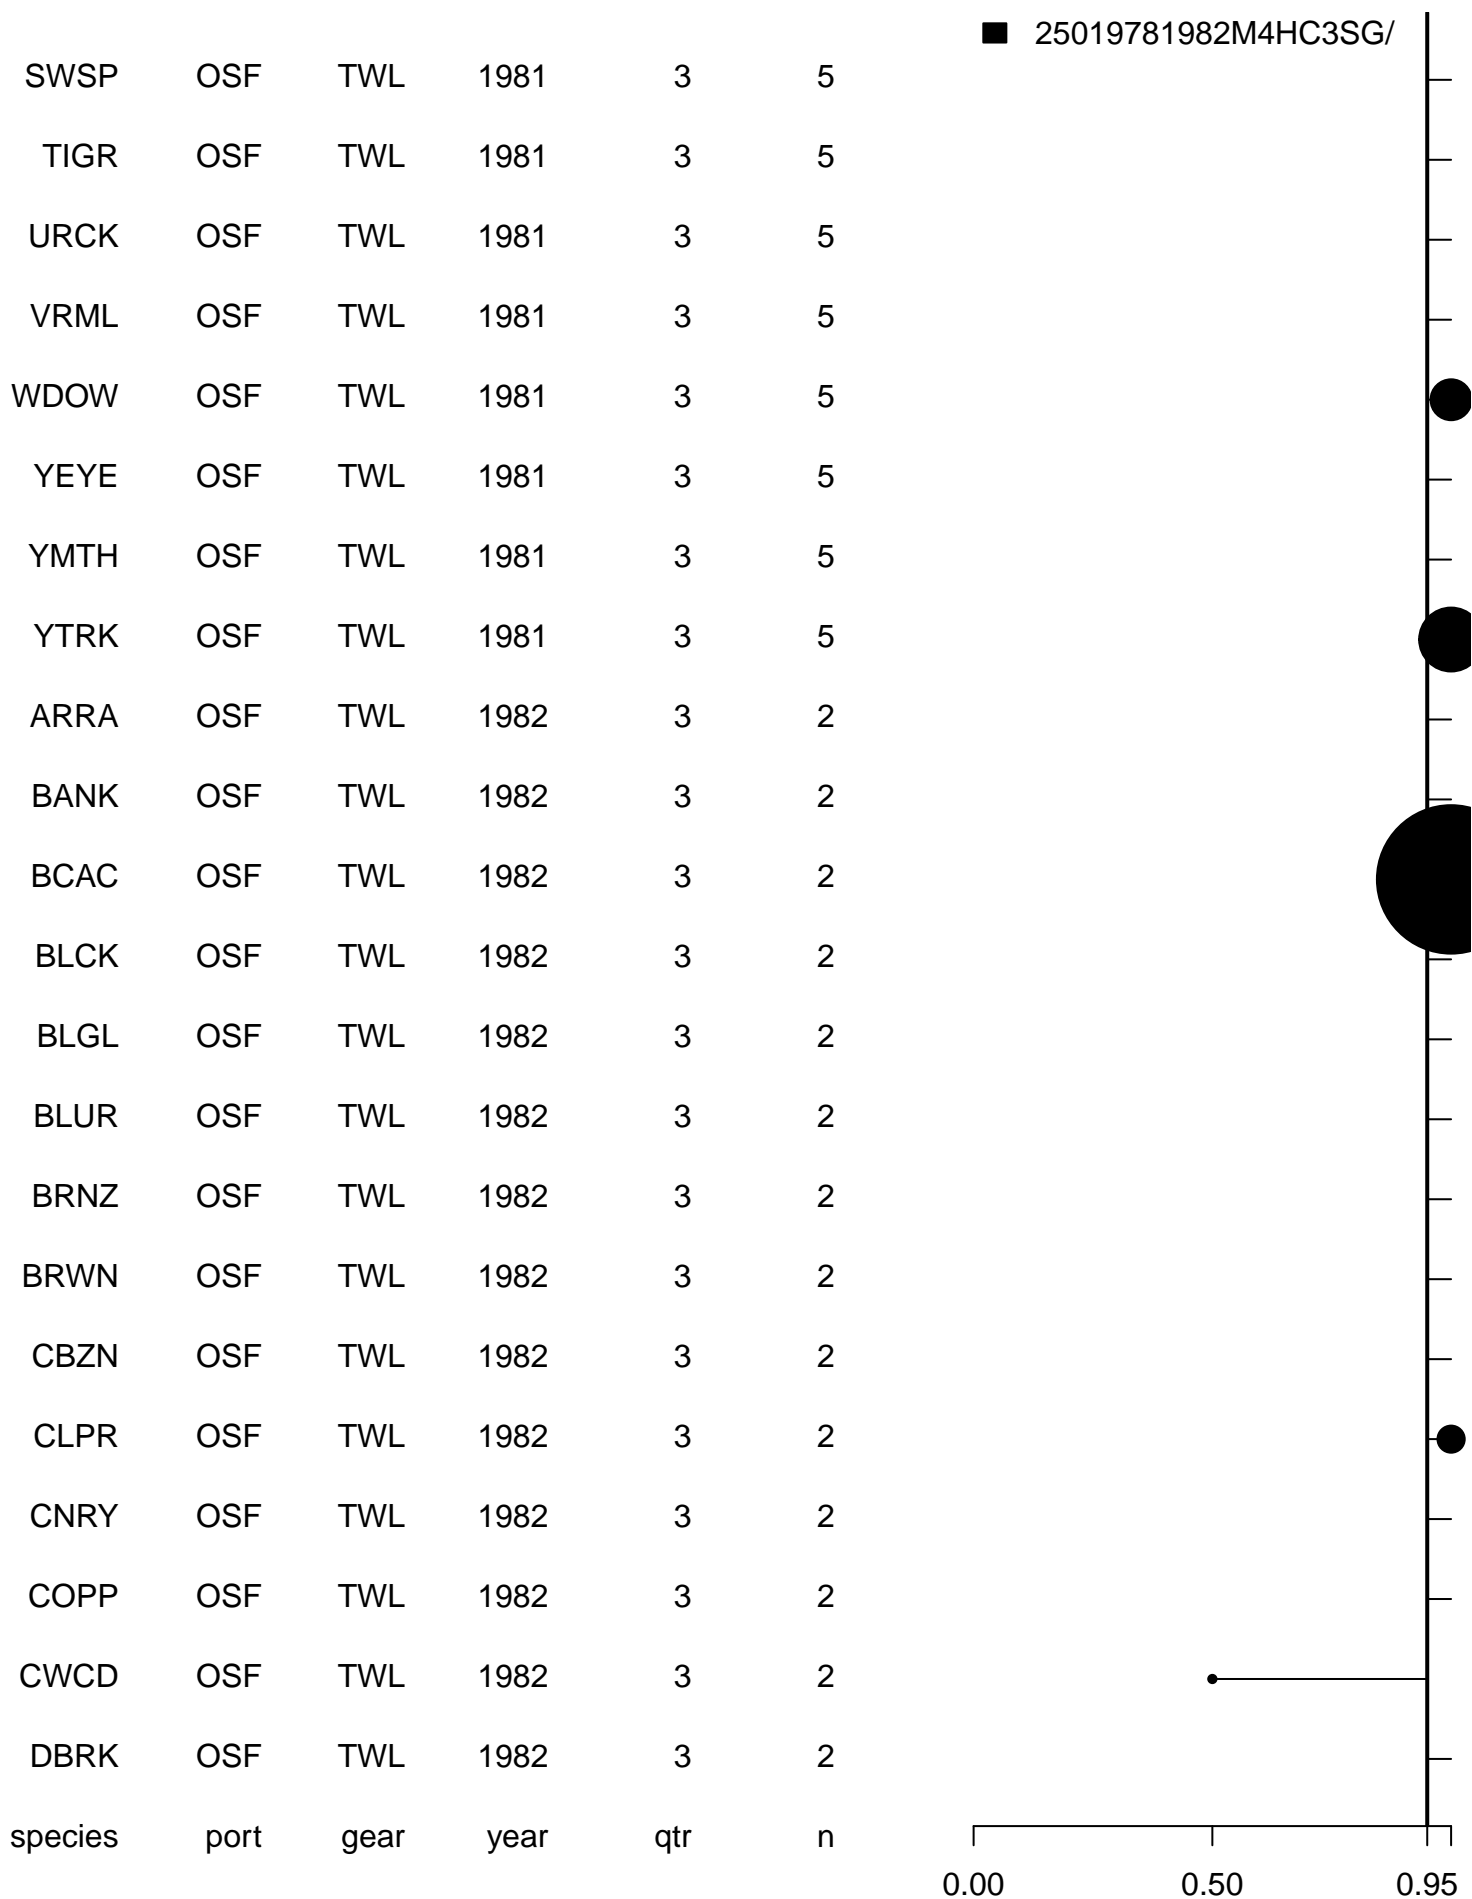 25019781982M4HC3SG/
SWSP OSF TWL 1981 3 5
TIGR OSF TWL 1981 3 5
URCK OSF TWL 1981 3 5
VRML OSF TWL 1981 3 5
WDOW OSF TWL 1981 3 5
YEYE OSF TWL 1981 3 5
YMTH OSF TWL 1981 3 5
YTRK OSF TWL 1981 3 5
ARRA OSF TWL 1982 3 2
BANK OSF TWL 1982 3 2
BCAC OSF TWL 1982 3 2
BLCK OSF TWL 1982 3 2
BLGL OSF TWL 1982 3 2
BLUR OSF TWL 1982 3 2
BRNZ OSF TWL 1982 3 2
BRWN OSF TWL 1982 3 2
CBZN OSF TWL 1982 3 2
CLPR OSF TWL 1982 3 2
CNRY OSF TWL 1982 3 2
COPP OSF TWL 1982 3 2
CWCD OSF TWL 1982 3 2
DBRK OSF TWL 1982 3 2
species port gear year qtr n
0.00 0.50 0.95